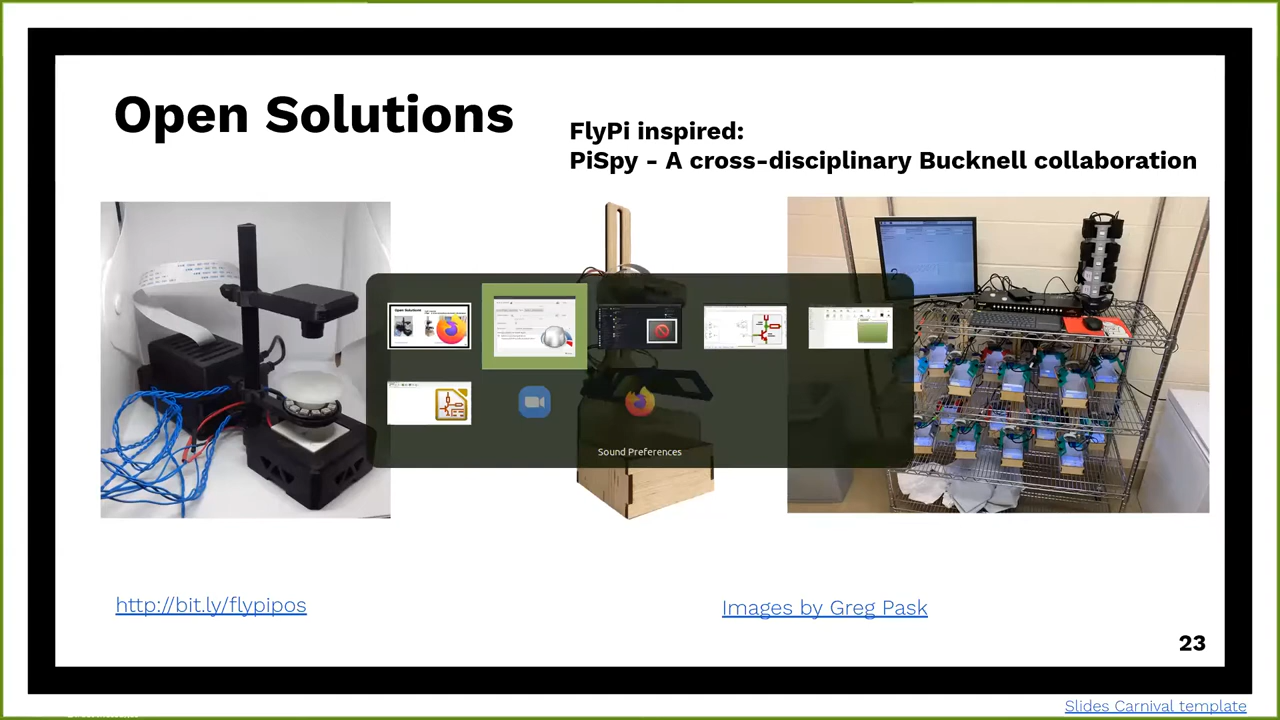 Open Solutions
FlyPi inspired:
PiSpy - A cross-disciplinary Bucknell collaboration
Sound Preferences
http://bit.ly/flypipos
Images by Greg Pask
23
Slides Carnival template